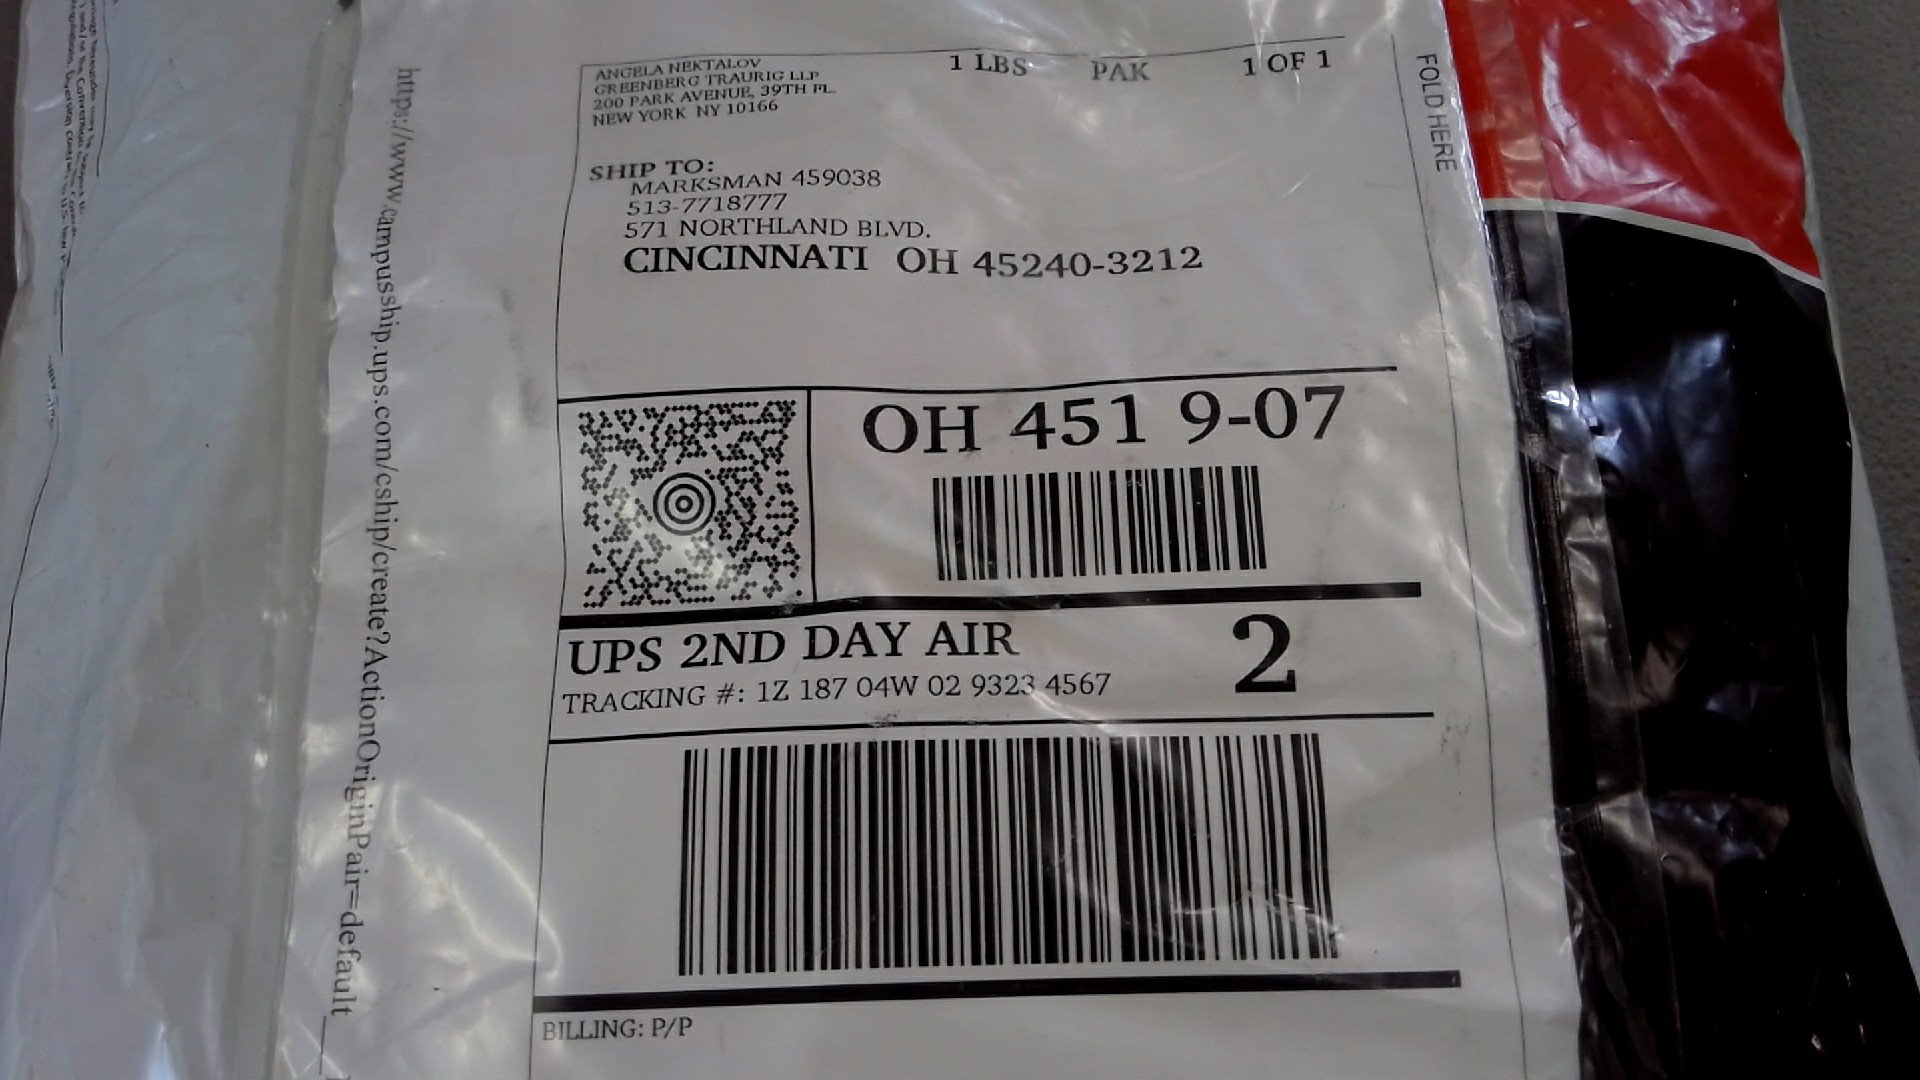 ANGELA NEKTALOV
GREENBERG TRAURIG LLP
200 PARK AVENUE, 39TH FL.
NEW YORK NY 10166
1 LBS PAK 1 OF 1
SHIP TO:
MARKSMAN 459038
513-7718777
571 NORTHLAND BLVD.
CINCINNATI OH 45240-3212
OH 451 9-07
UPS 2ND DAY AIR 2
TRACKING #: 1Z 187 04W 02 9323 4567
BILLING: P/P
FOLD HERE
https://www.campusship.ups.com/cship/create?ActionOriginPair=default